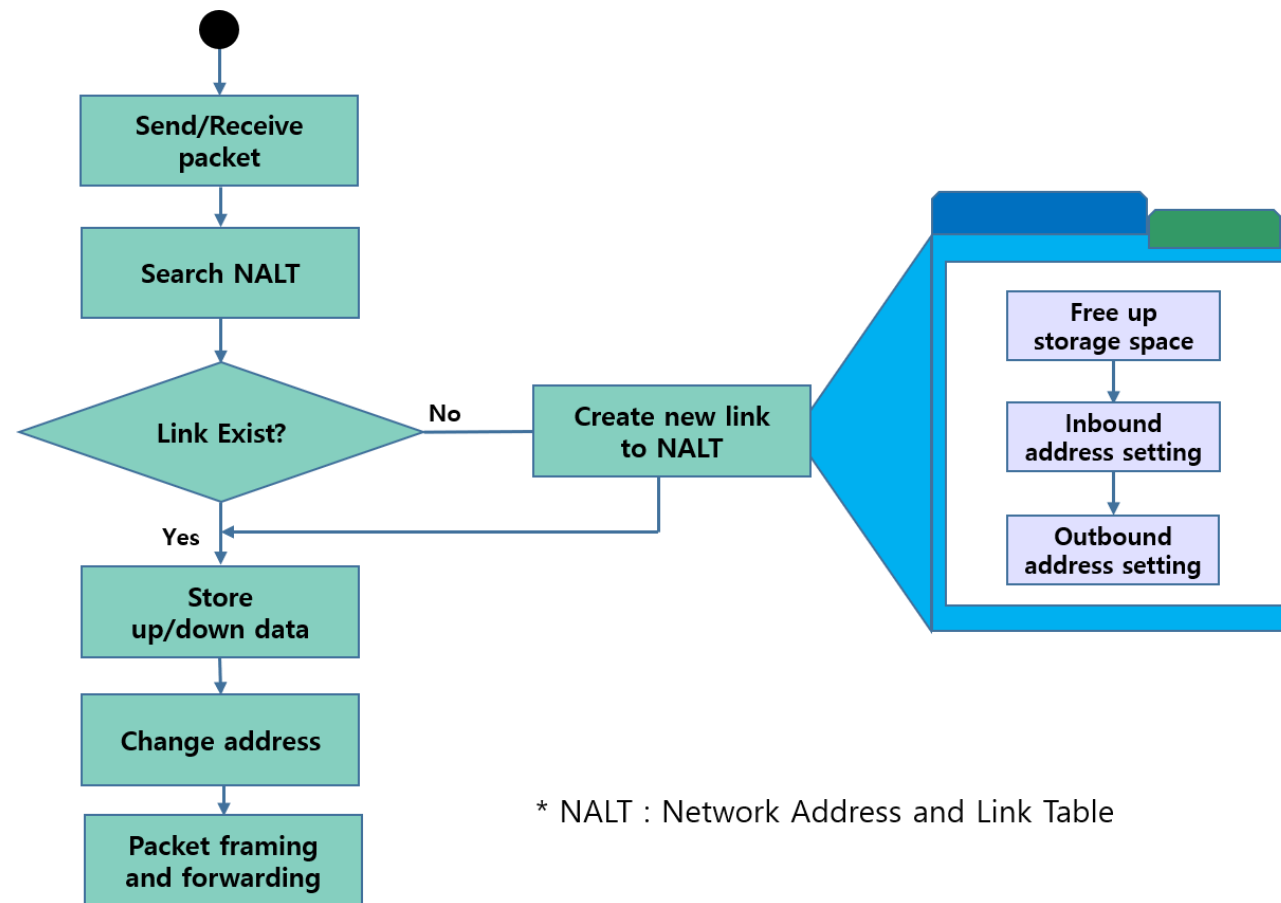 Send/Receive
packet
Search NALT
Link Exist?
No
Create new link
to NALT
Yes
Store
up/down data
Change address
Packet framing
and forwarding
Free up
storage space
Inbound
address setting
Outbound
address setting
* NALT : Network Address and Link Table